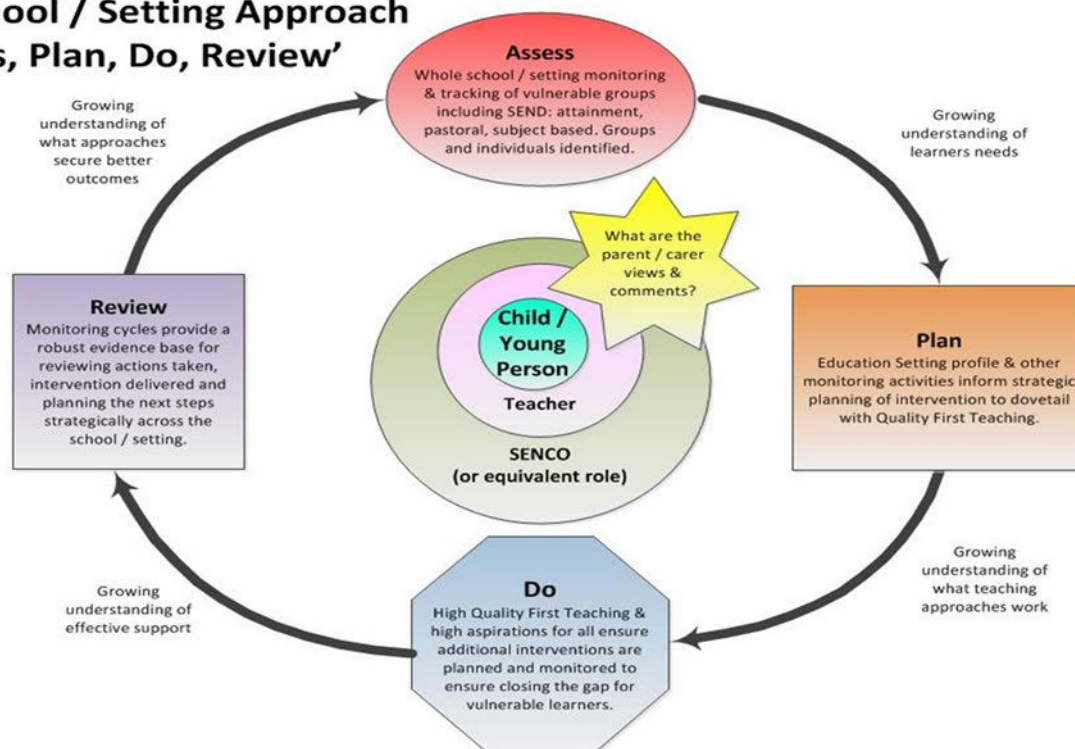 ool / Setting Approach
s, Plan, Do, Review’
Assess
Whole school / setting monitoring
& tracking of vulnerable groups
including SEND: attainment,
pastoral, subject based. Groups
and individuals identified.
Growing
understanding of
learners needs
Plan
Education Setting profile & other
monitoring activities inform strategic
planning of intervention to dovetail
with Quality First Teaching.
Growing
understanding of
what teaching
approaches work
Do
High Quality First Teaching &
high aspirations for all ensure
additional interventions are
planned and monitored to
ensure closing the gap for
vulnerable learners.
Growing
understanding of
effective support
Review
Monitoring cycles provide a
robust evidence base for
reviewing actions taken,
intervention delivered and
planning the next steps
strategically across the
school / setting.
Growing
understanding of
what approaches
secure better
outcomes
What are the
parent / carer
views &
comments?
Child /
Young
Person
Teacher
SENCO
(or equivalent role)